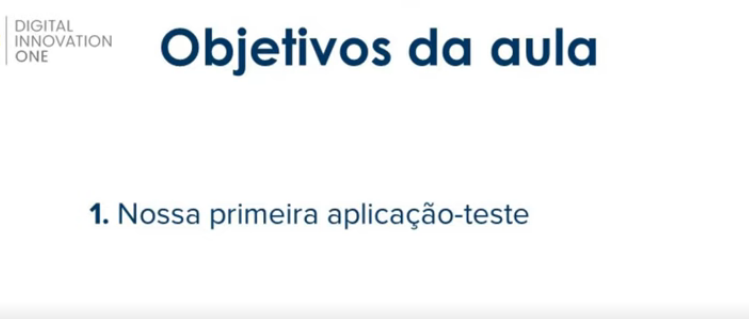 DIGITAL
INNOVATION
ONE
Objetivos da aula
1. Nossa primeira aplicação-teste